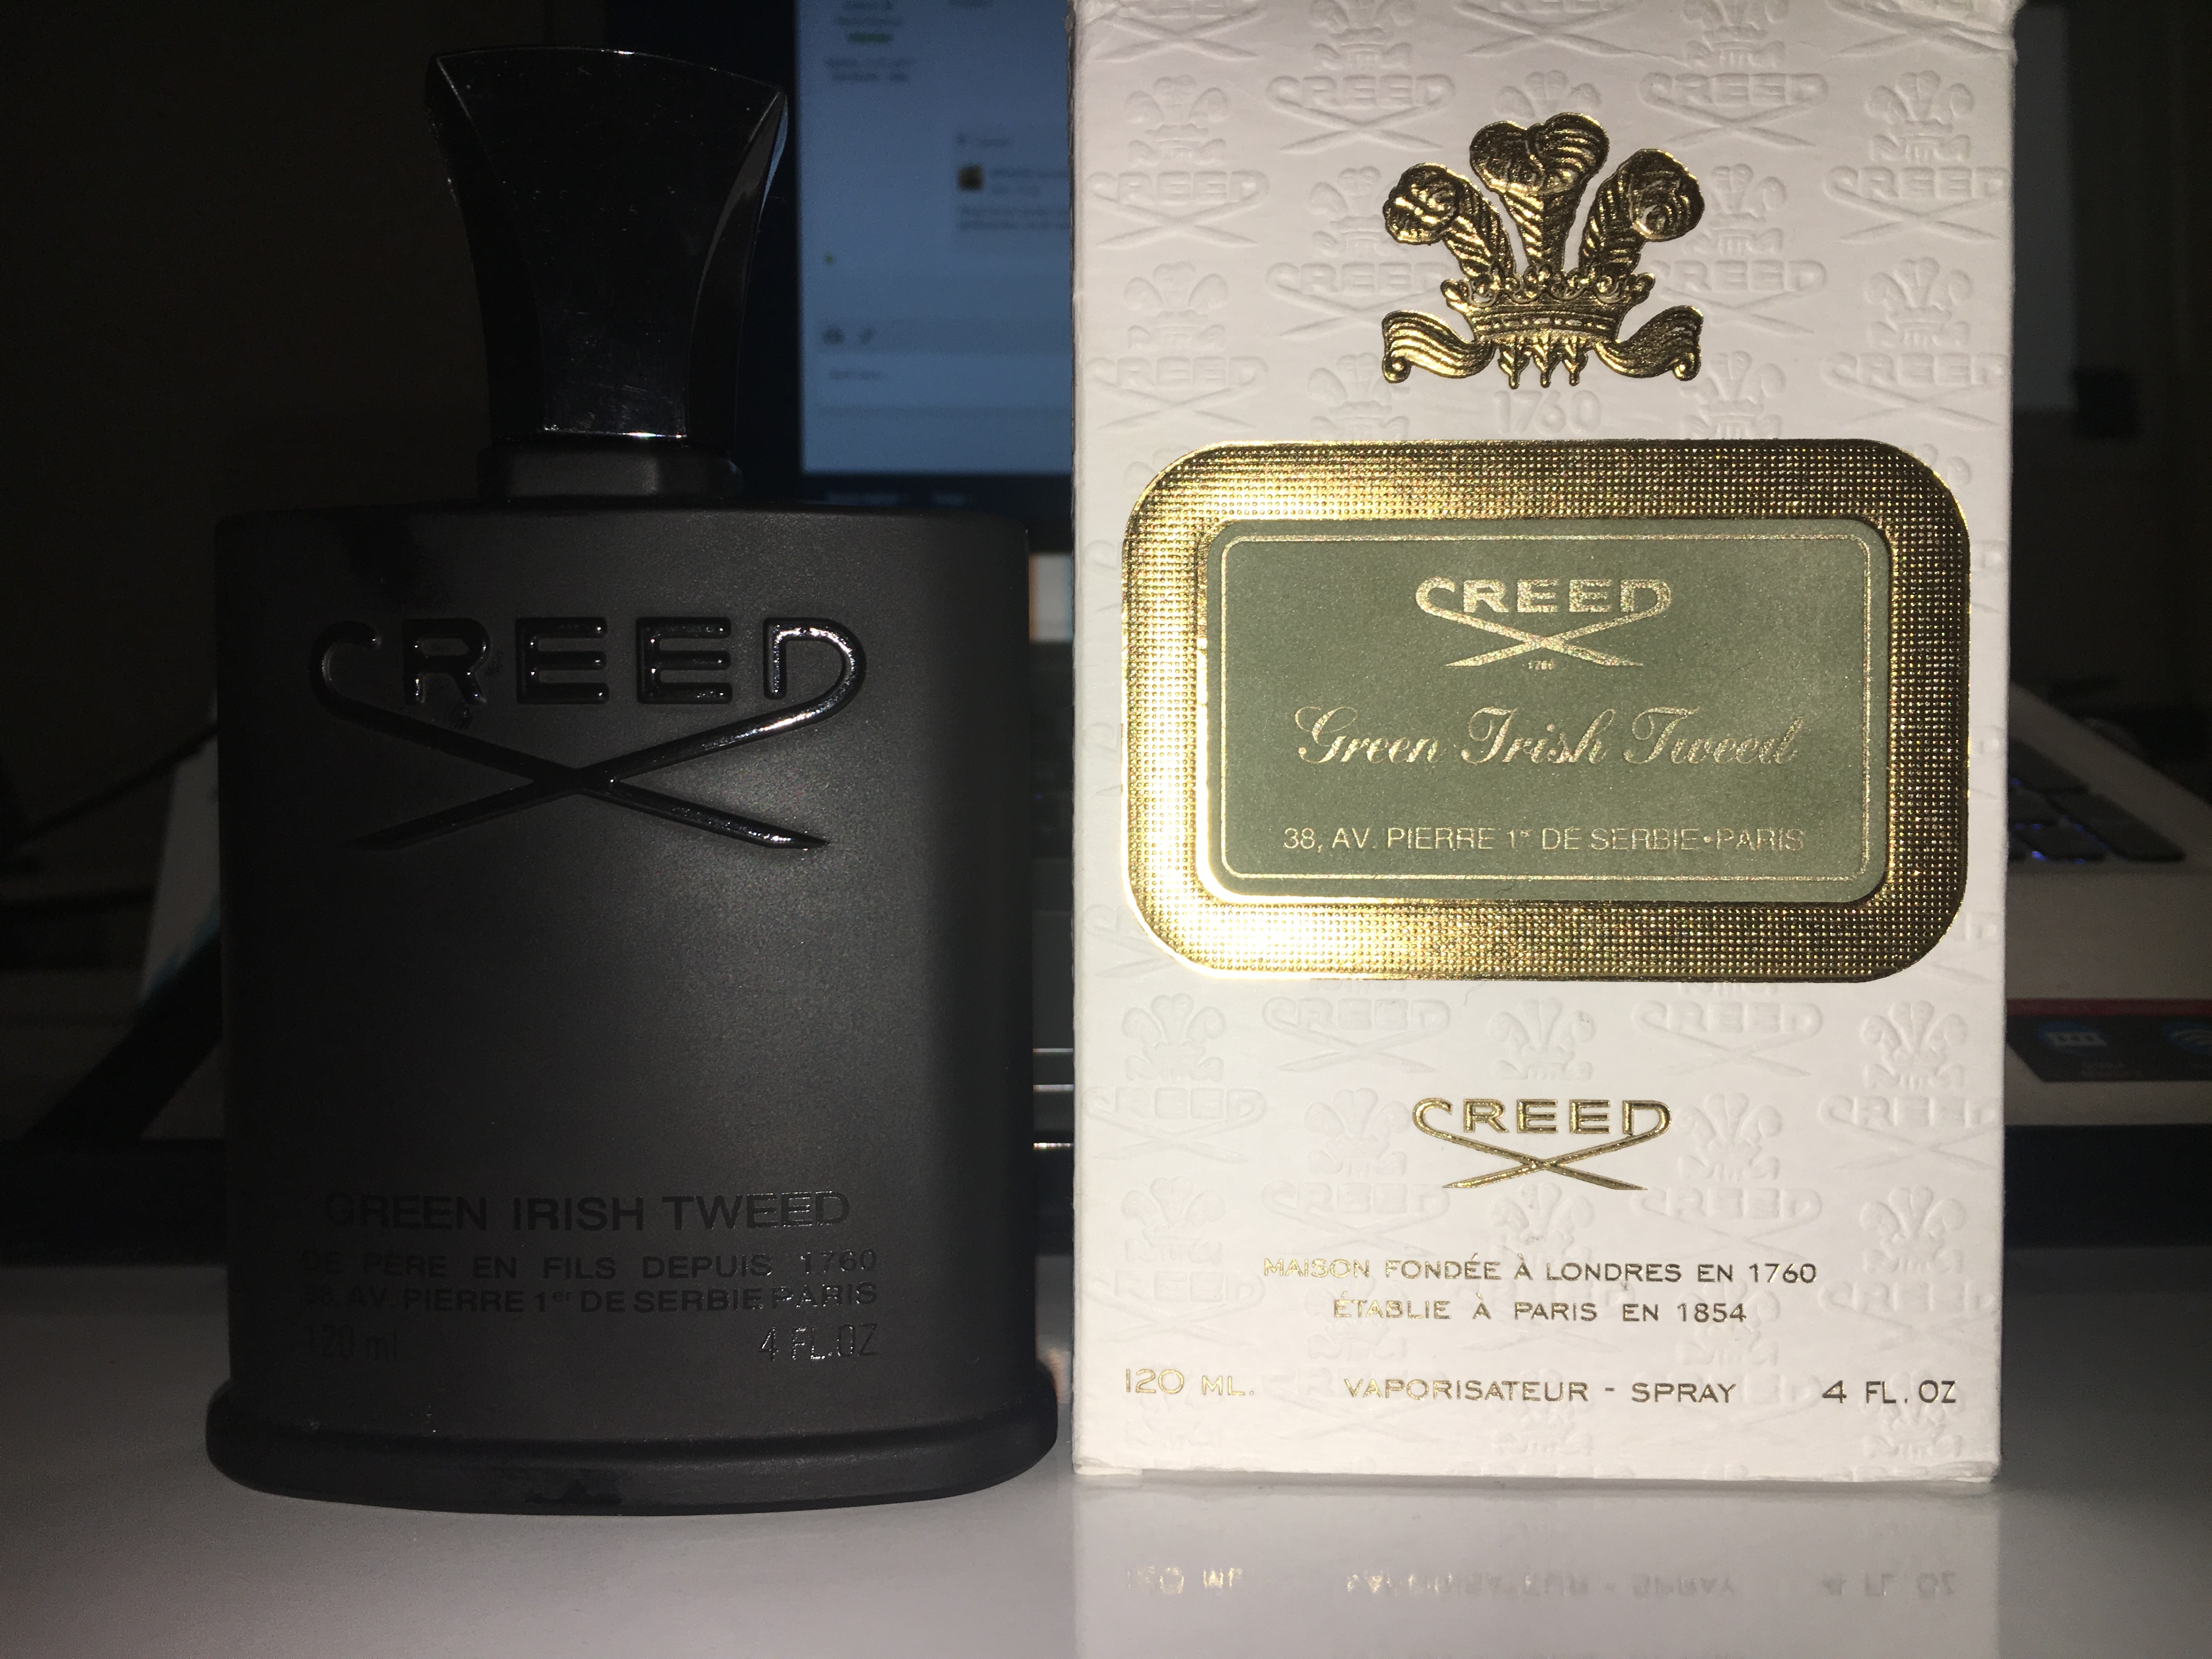 CREED
GREEN IRISH TWEED
DE PÈRE EN FILS DEPUIS 1760
38, AV. PIERRE 1er DE SERBIE PARIS
120 ml 4 FL.OZ
1760
CREED
1760
Green Irish Tweed
38, AV. PIERRE 1er DE SERBIE•PARIS
CREED
MAISON FONDÉE À LONDRES EN 1760
ÉTABLIE À PARIS EN 1854
120 ML. VAPORISATEUR - SPRAY 4 FL.OZ